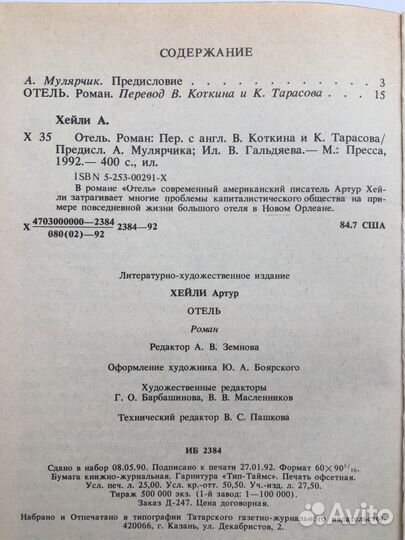 СОДЕРЖАНИЕ
А. Мулярчик. Предисловие . . . . . . . . . . . . 3
ОТЕЛЬ. Роман. Перевод В. Коткина и К. Тарасова . . . 15
Хейли А.
Х 35 Отель. Роман: Пер. с англ. В. Коткина и К. Тарасова/
Предисл. А. Мулярчика; Ил. В. Гальдяева.— М.: Пресса,
1992.— 400 с., ил.
ISBN 5-253-00291-X
В романе «Отель» современный американский писатель Артур Хей-
ли затрагивает многие проблемы капиталистического общества на при-
мере повседневной жизни большого отеля в Новом Орлеане.
Х 4703000000—2384
080(02)—92 2384—92 84.7 США
Литературно-художественное издание
ХЕЙЛИ Артур
ОТЕЛЬ
Роман
Редактор А. В. Земнова
Оформление художника Ю. А. Боярского
Художественные редакторы
Г. О. Барбашинова, В. В. Масленников
Технический редактор В. С. Пашкова
ИБ 2384
Сдано в набор 08.05.90. Подписано к печати 27.01.92. Формат 60×90 1/16.
Бумага книжно-журнальная. Гарнитура «Тип-Таймс». Печать офсетная.
Усл. печ. л. 25,00. Усл. кр.-отт. 50,50. Уч.-изд. л. 27,50.
Тираж 500 000 экз. (1-й завод: 1—100 000).
Заказ Д-247. Цена договорная.
Набрано и Отпечатано в типографии Татарского газетно-журнального издательства.
420066, г. Казань, ул. Декабристов, 2.
Avito